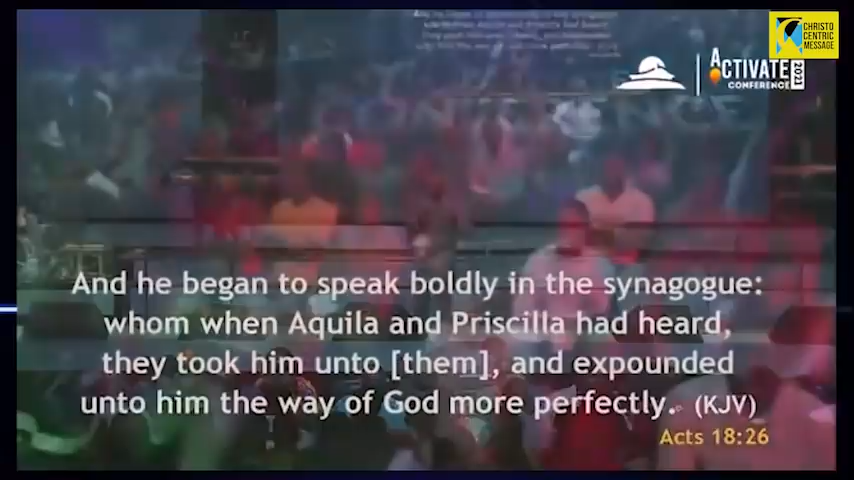 CHRISTO
CENTRIC
MESSAGE
ACTIVATE
2021
CONFERENCE
CONFERENCE
And he began to speak boldly in the synagogue:
whom when Aquila and Priscilla had heard,
they took him unto [them], and expounded
unto him the way of God more perfectly. (KJV)
Acts 18:26